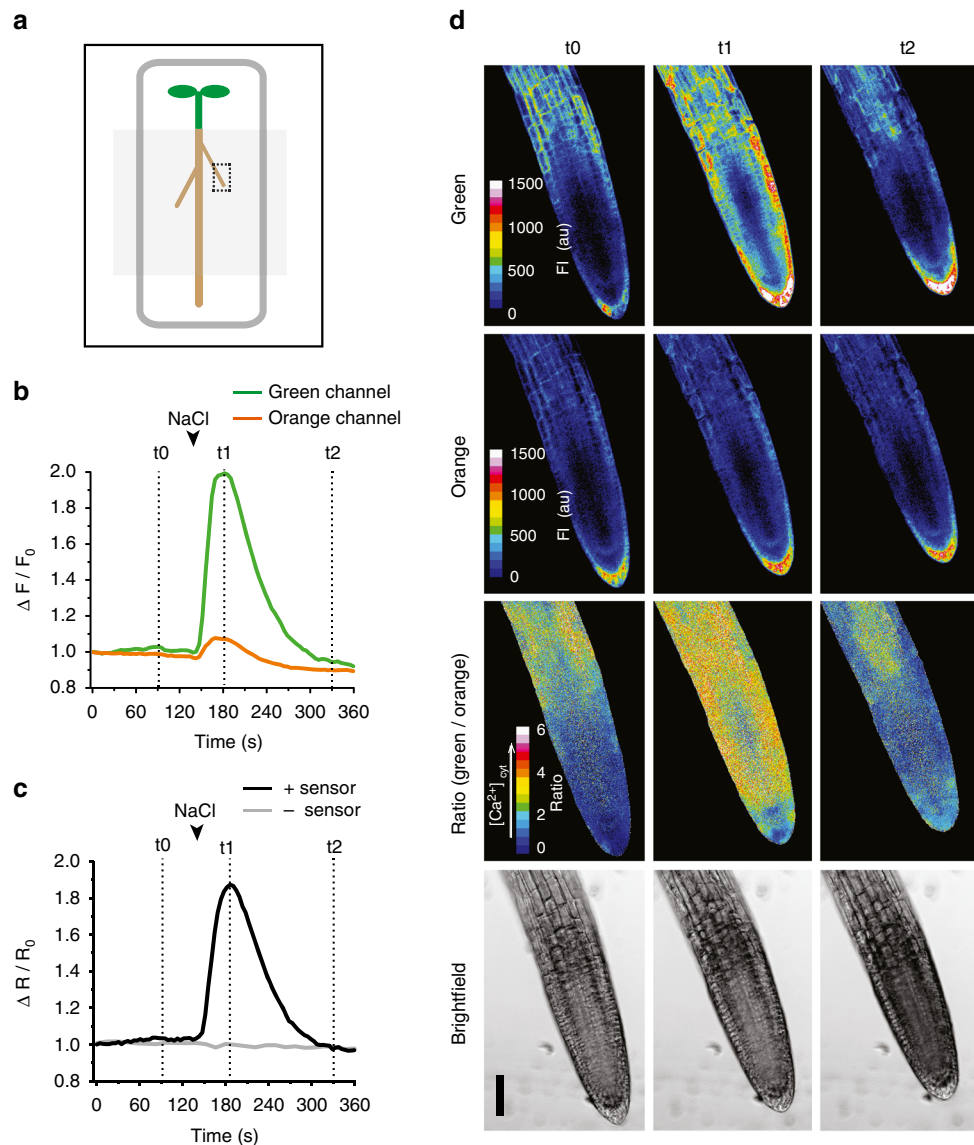 a
b
Green channel
Orange channel
NaCl
t0 t1 t2
2.0
1.8
1.6
1.4
1.2
1.0
0.8
Δ F / F0
0 60 120 180 240 300 360
Time (s)
c
+ sensor
− sensor
NaCl
t0 t1 t2
2.0
1.8
1.6
1.4
1.2
1.0
0.8
Δ R / R0
0 60 120 180 240 300 360
Time (s)
d
t0 t1 t2
Green
1500
1000
500
0
FI (au)
Orange
1500
1000
500
0
FI (au)
Ratio (green / orange)
[Ca2+]cyt
6
4
2
0
Ratio
Brightfield